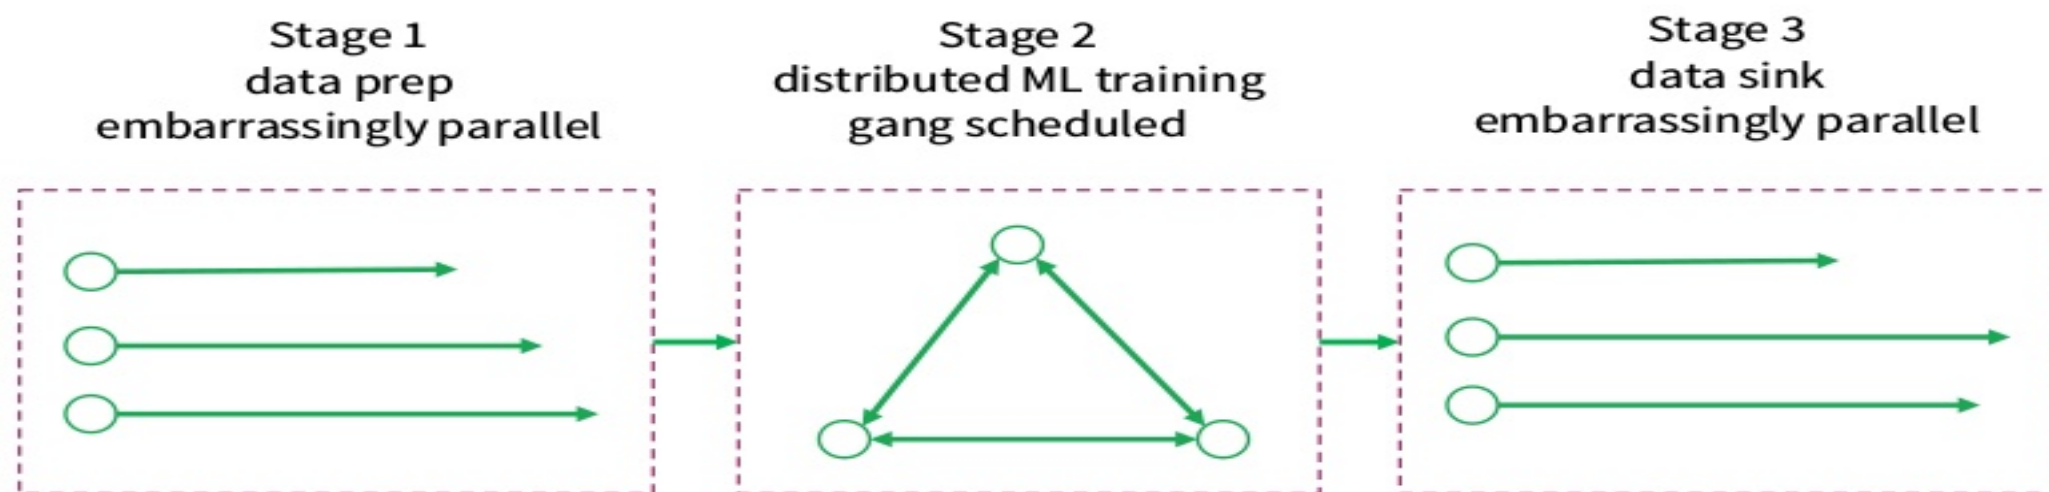 Stage 1
data prep
embarrassingly parallel
Stage 2
distributed ML training
gang scheduled
Stage 3
data sink
embarrassingly parallel